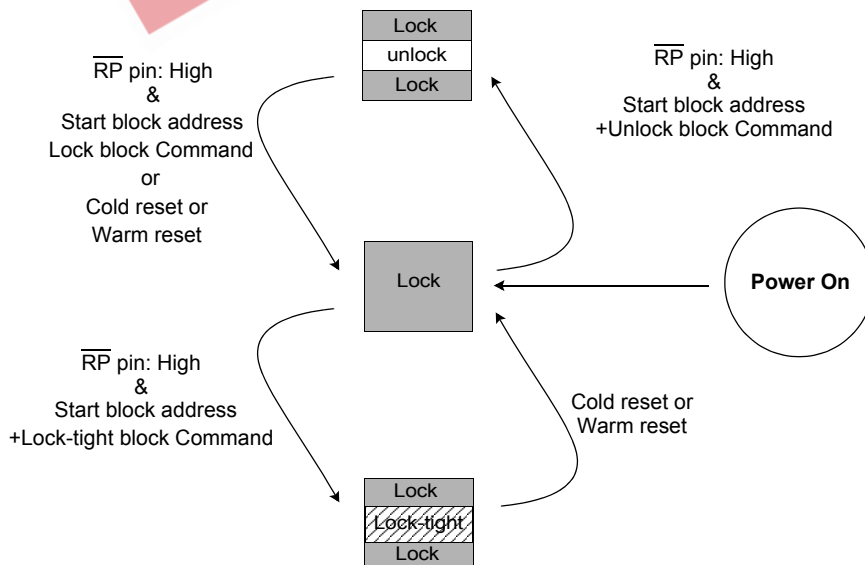 Lock
unlock
Lock
RP pin: High
&
Start block address
Lock block Command
or
Cold reset or
Warm reset
RP pin: High
&
Start block address
+Unlock block Command
Lock
Power On
RP pin: High
&
Start block address
+Lock-tight block Command
Cold reset or
Warm reset
Lock
Lock-tight
Lock